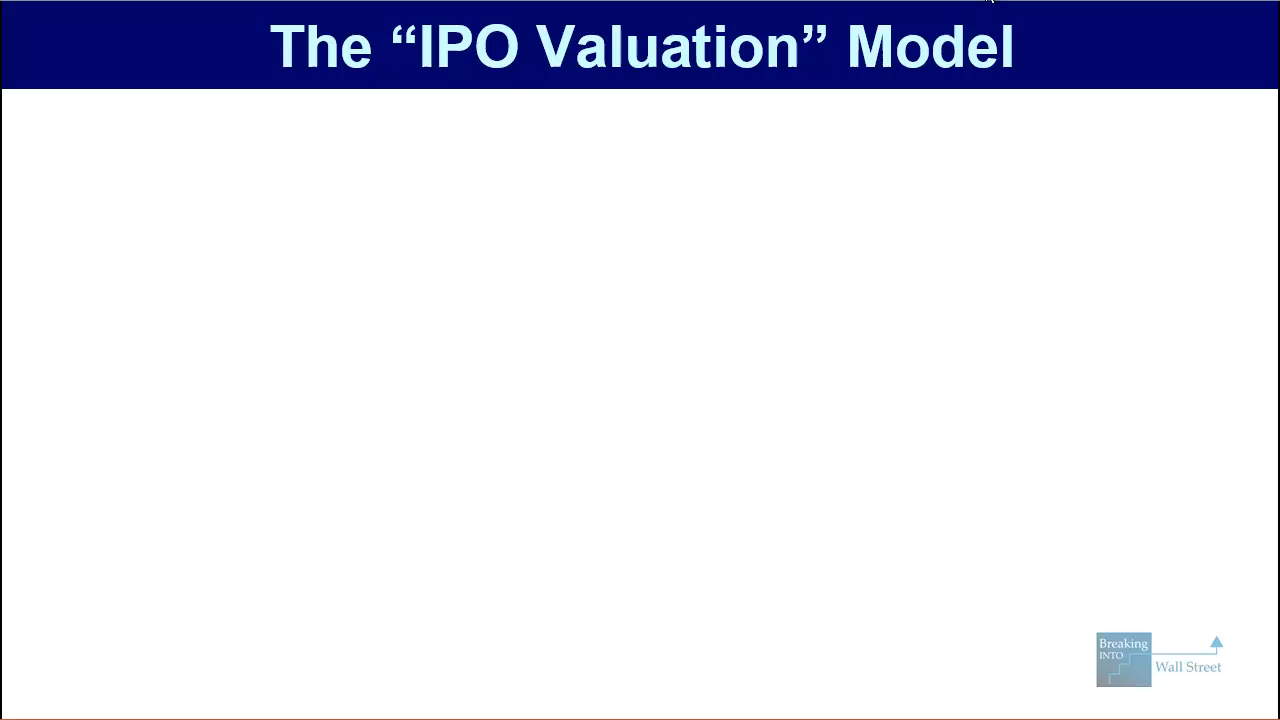 The “IPO Valuation” Model
Breaking
INTO
Wall Street